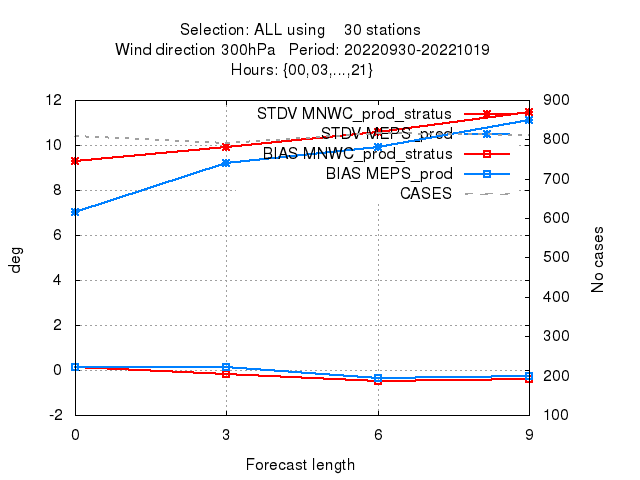 Selection: ALL using    30 stations
Wind direction 300hPa   Period: 20220930-20221019
Hours: {00,03,...,21}
12
10
8
6
4
2
0
-2
deg
STDV MNWC_prod_stratus
STDV MEPS_prod
BIAS MNWC_prod_stratus
BIAS MEPS_prod
CASES
900
800
700
600
500
400
300
200
100
No cases
0 3 6 9
Forecast length